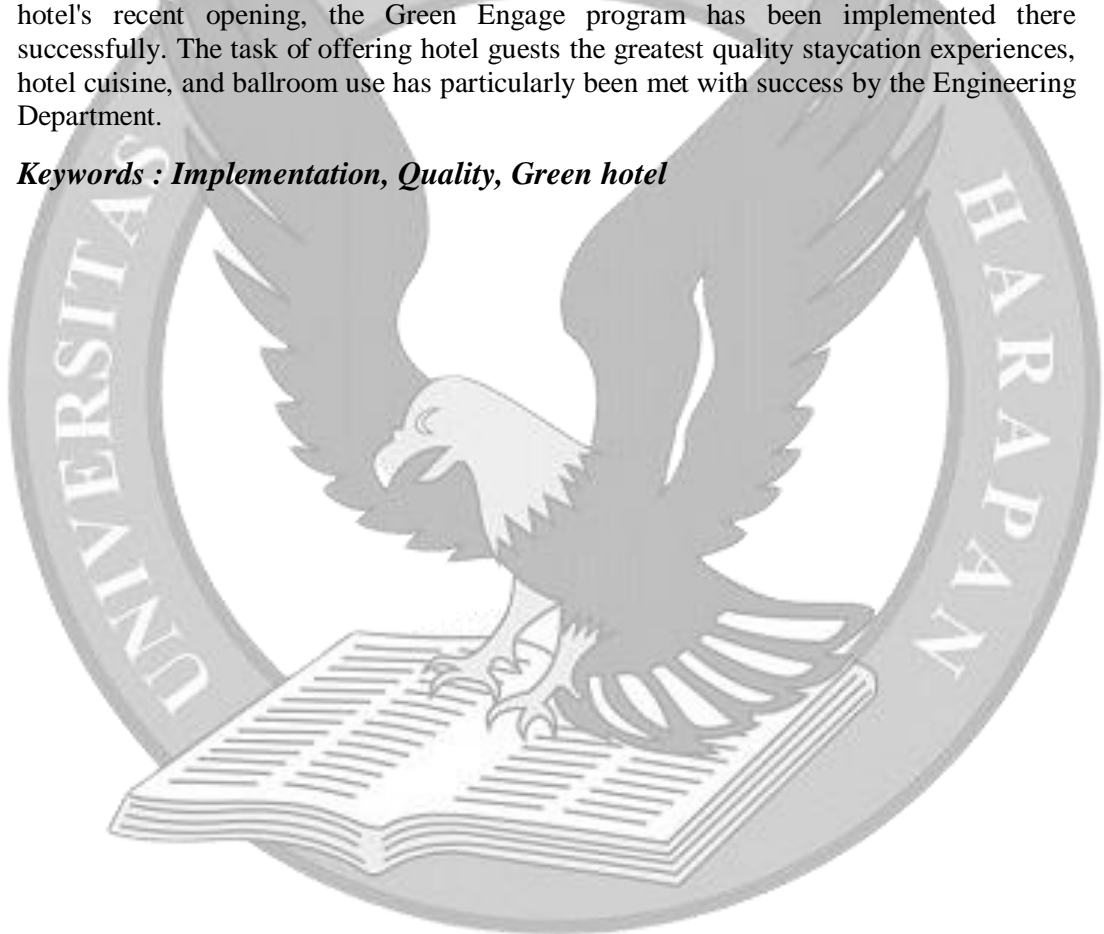 hotel's recent opening, the Green Engage program has been implemented there
successfully. The task of offering hotel guests the greatest quality staycation experiences,
hotel cuisine, and ballroom use has particularly been met with success by the Engineering
Department.
Keywords : Implementation, Quality, Green hotel
UNIVERSITAS
HARAPAN